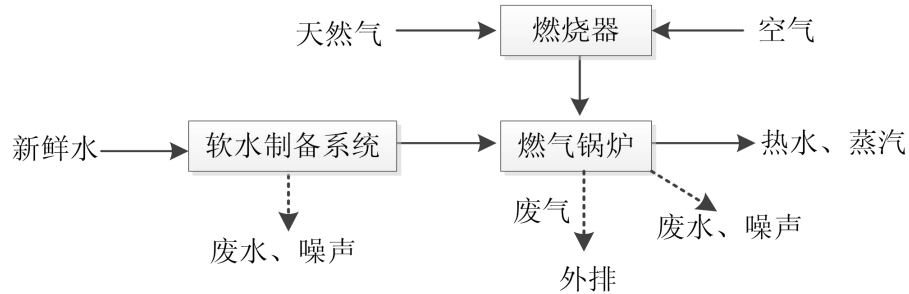 天然气
燃烧器
空气
新鲜水
软水制备系统
燃气锅炉
热水、蒸汽
废气
废水、噪声
废水、噪声
外排